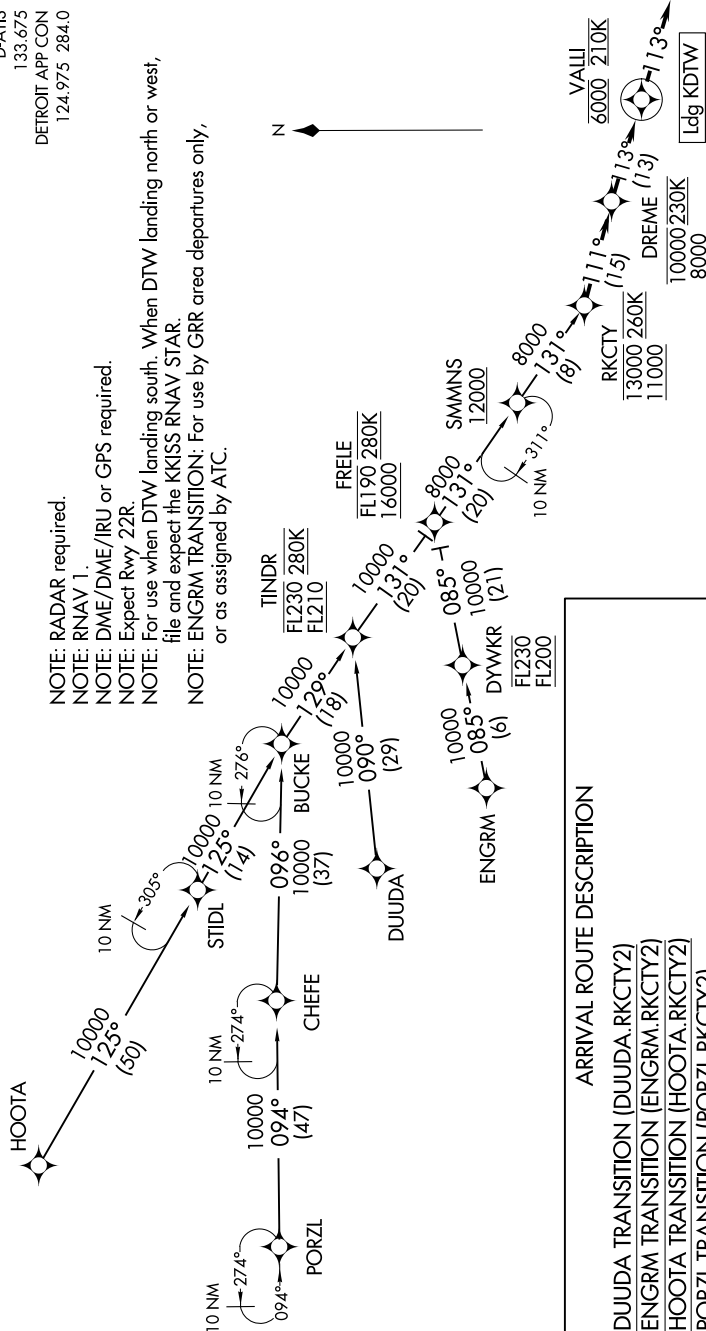 D-ATIS
133.675
DETROIT APP CON
124.975 284.0
NOTE: RADAR required.
NOTE: RNAV 1.
NOTE: DME/DME/IRU or GPS required.
NOTE: Expect Rwy 22R.
NOTE: For use when DTW landing south. When DTW landing north or west,
file and expect the KKISS RNAV STAR.
NOTE: ENGRM TRANSITION: For use by GRR area departures only,
or as assigned by ATC.
N
HOOTA
10000
125°
(50)
10 NM
305°
STIDL
10000
125°
(14)
10 NM
276°
BUCKE
10 NM
274°
094°
PORZL
10000
094°
(47)
10 NM
274°
CHEFE
096°
10000
(37)
10000
129°
(18)
TINDR
FL230 280K
FL210
DUUDA
10000
090°
(29)
10000
131°
(20)
FRELE
FL190 280K
16000
ENGRM
10000
085°
(6)
DYWKR
FL230
FL200
085°
10000
(21)
8000
131°
(20)
SMMNS
12000
10 NM
311°
8000
131°
(8)
RKCTY
13000 260K
11000
111°
(15)
DREME
10000 230K
8000
113°
(13)
VALLI
6000 210K
113°
Ldg KDTW
ARRIVAL ROUTE DESCRIPTION
DUUDA TRANSITION (DUUDA.RKCTY2)
ENGRM TRANSITION (ENGRM.RKCTY2)
HOOTA TRANSITION (HOOTA.RKCTY2)
PORZL TRANSITION (PORZL.RKCTY2)